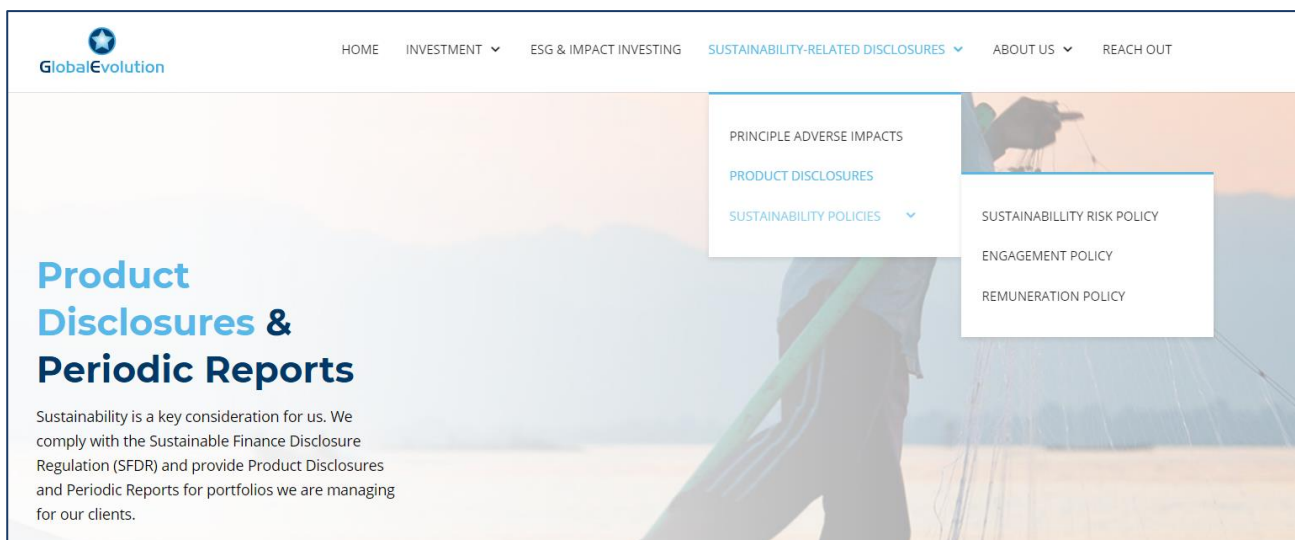 GlobalEvolution
HOME INVESTMENT ESG & IMPACT INVESTING SUSTAINABILITY-RELATED DISCLOSURES ABOUT US REACH OUT
PRINCIPLE ADVERSE IMPACTS
PRODUCT DISCLOSURES
SUSTAINABILITY POLICIES
SUSTAINABILLITY RISK POLICY
ENGAGEMENT POLICY
REMUNERATION POLICY
Product
Disclosures &
Periodic Reports
Sustainability is a key consideration for us. We
comply with the Sustainable Finance Disclosure
Regulation (SFDR) and provide Product Disclosures
and Periodic Reports for portfolios we are managing
for our clients.